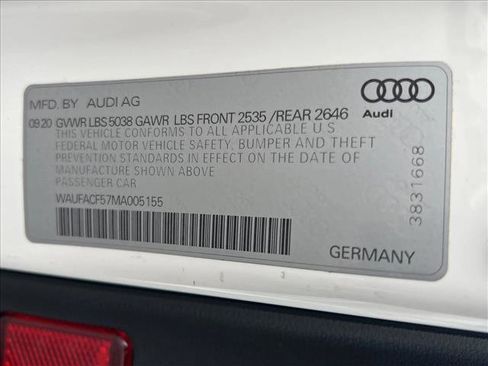 MFD. BY AUDI AG
09.20 GVWR LBS 5038 GAWR LBS FRONT 2535 /REAR 2646
THIS VEHICLE CONFORMS TO ALL APPLICABLE U S
FEDERAL MOTOR VEHICLE SAFETY, BUMPER AND THEFT
PREVENTION STANDARDS IN EFFECT ON THE DATE OF
MANUFACTURE SHOWN ABOVE.
PASSENGER CAR
WAUFACF57MA005155
Audi
3831668
GERMANY